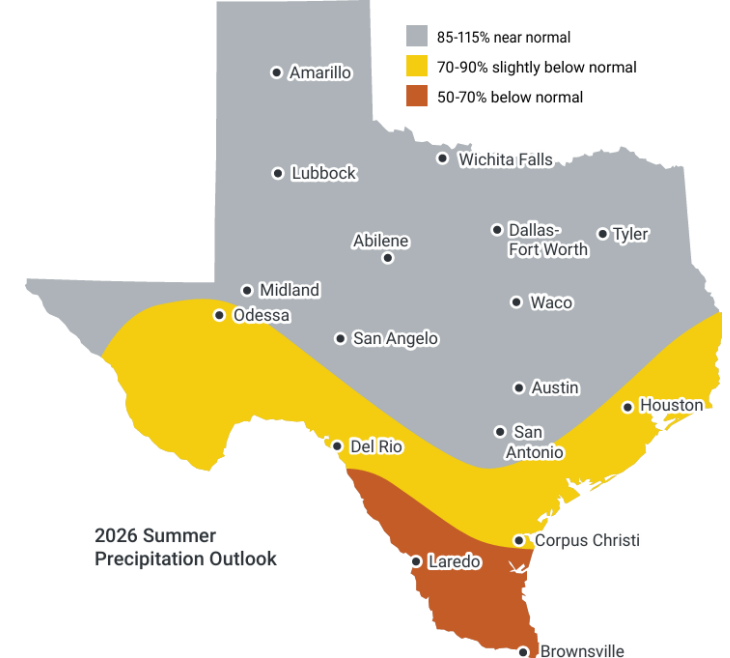 85-115% near normal
70-90% slightly below normal
50-70% below normal
Amarillo
Wichita Falls
Lubbock
Dallas-
Fort Worth
Tyler
Abilene
Midland
Waco
Odessa
San Angelo
Austin
Houston
San
Antonio
Del Rio
2026 Summer
Precipitation Outlook
Corpus Christi
Laredo
Brownsville